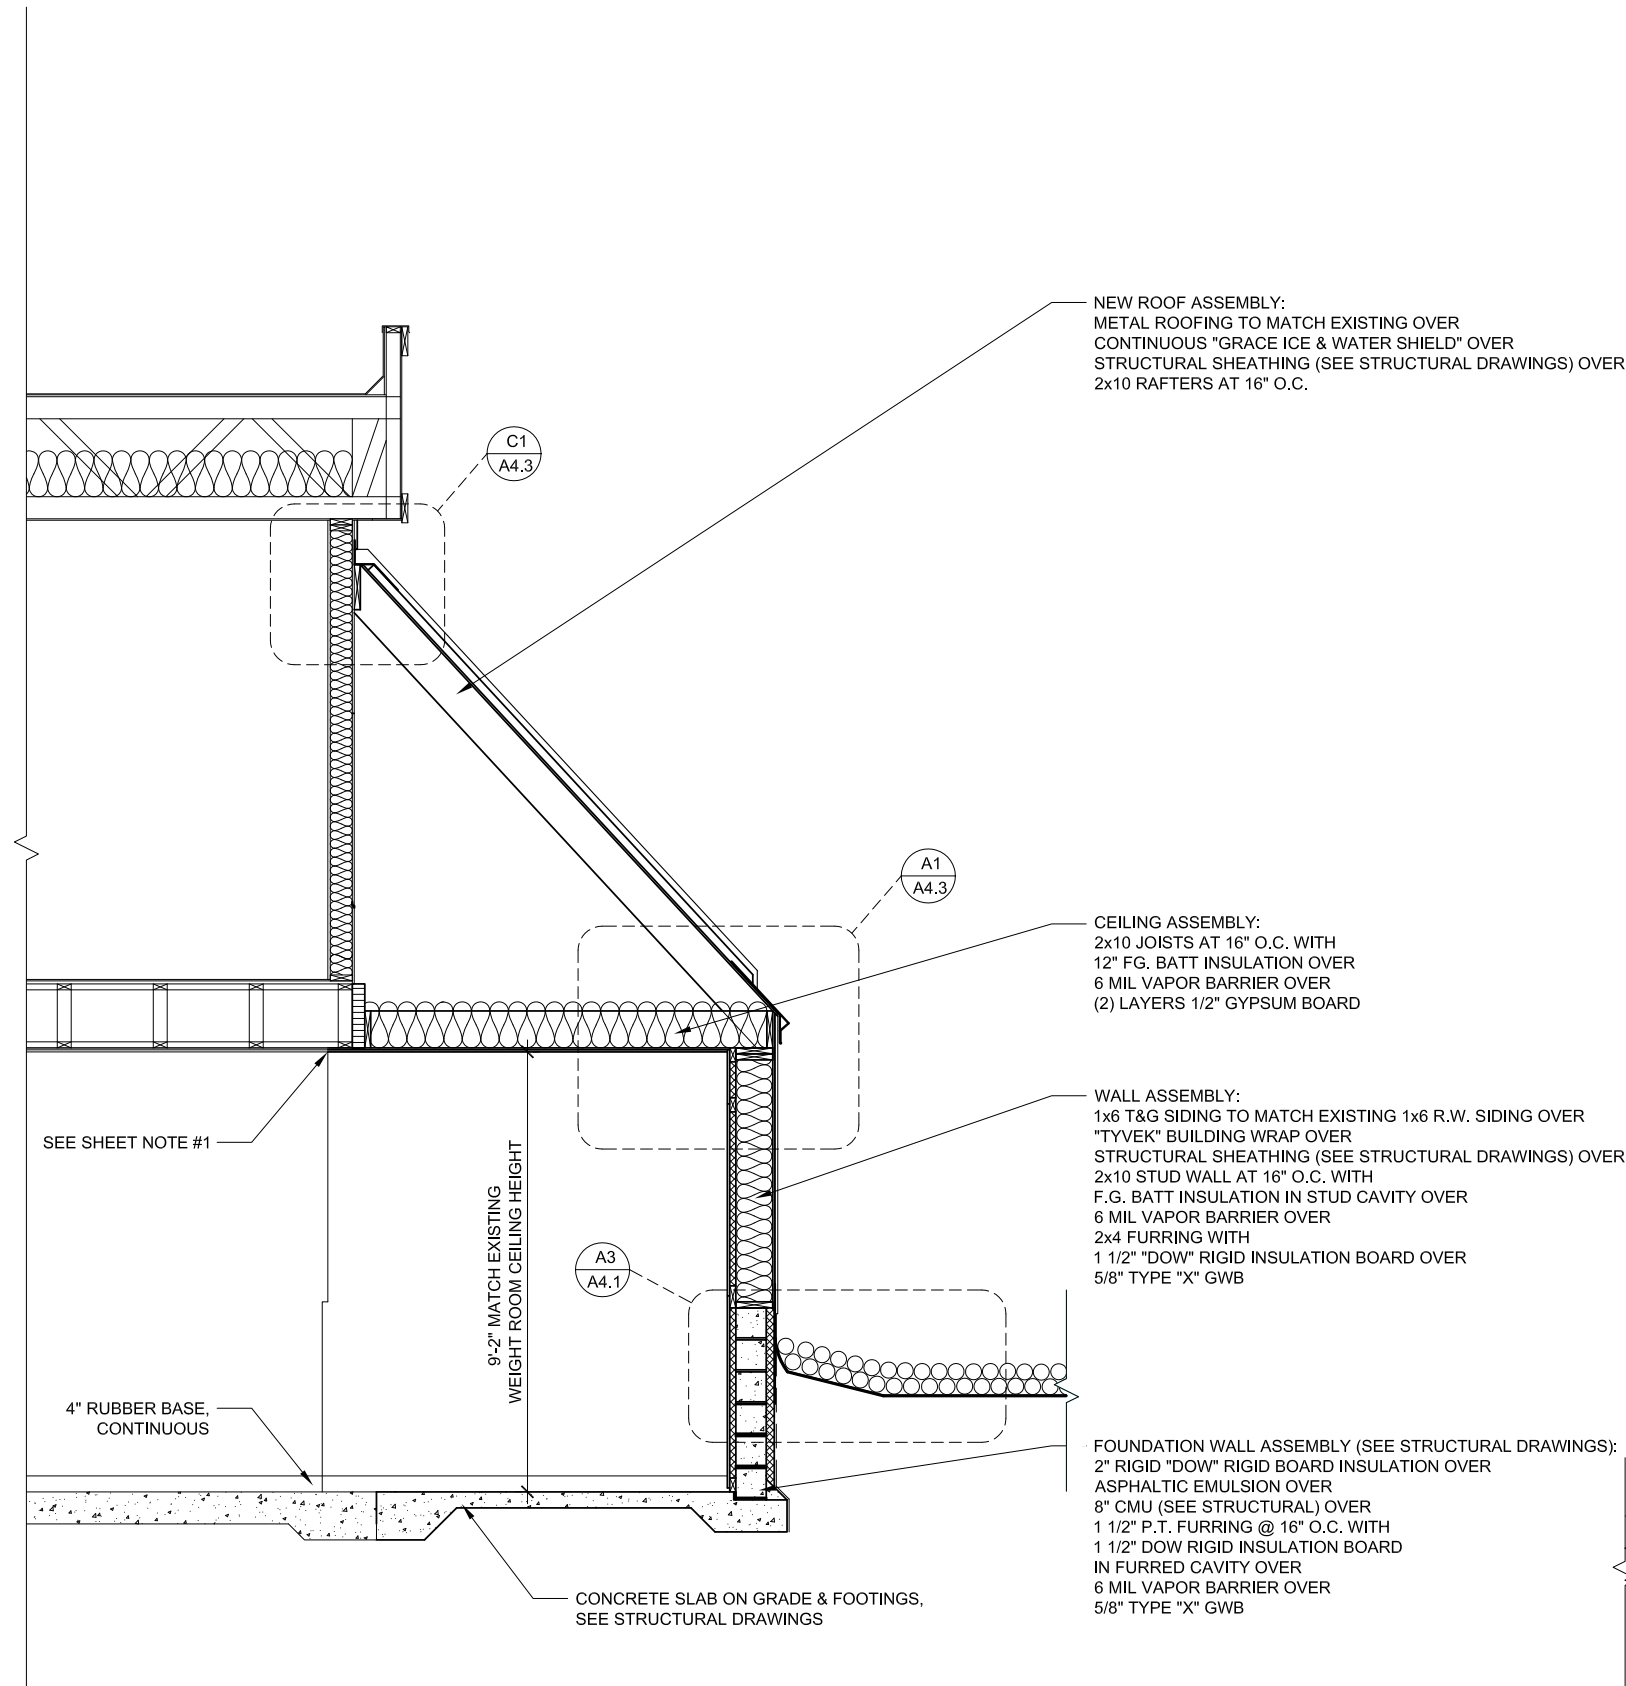 NEW ROOF ASSEMBLY:
METAL ROOFING TO MATCH EXISTING OVER
CONTINUOUS "GRACE ICE & WATER SHIELD" OVER
STRUCTURAL SHEATHING (SEE STRUCTURAL DRAWINGS) OVER
2x10 RAFTERS AT 16" O.C.
C1
A4.3
A1
A4.3
CEILING ASSEMBLY:
2x10 JOISTS AT 16" O.C. WITH
12" FG. BATT INSULATION OVER
6 MIL VAPOR BARRIER OVER
(2) LAYERS 1/2" GYPSUM BOARD
WALL ASSEMBLY:
1x6 T&G SIDING TO MATCH EXISTING 1x6 R.W. SIDING OVER
"TYVEK" BUILDING WRAP OVER
STRUCTURAL SHEATHING (SEE STRUCTURAL DRAWINGS) OVER
2x10 STUD WALL AT 16" O.C. WITH
F.G. BATT INSULATION IN STUD CAVITY OVER
6 MIL VAPOR BARRIER OVER
2x4 FURRING WITH
1 1/2" "DOW" RIGID INSULATION BOARD OVER
5/8" TYPE "X" GWB
SEE SHEET NOTE #1
9'-2" MATCH EXISTING
WEIGHT ROOM CEILING HEIGHT
A3
A4.1
4" RUBBER BASE,
CONTINUOUS
FOUNDATION WALL ASSEMBLY (SEE STRUCTURAL DRAWINGS):
2" RIGID "DOW" RIGID BOARD INSULATION OVER
ASPHALTIC EMULSION OVER
8" CMU (SEE STRUCTURAL) OVER
1 1/2" P.T. FURRING @ 16" O.C. WITH
1 1/2" DOW RIGID INSULATION BOARD
IN FURRED CAVITY OVER
6 MIL VAPOR BARRIER OVER
5/8" TYPE "X" GWB
CONCRETE SLAB ON GRADE & FOOTINGS,
SEE STRUCTURAL DRAWINGS